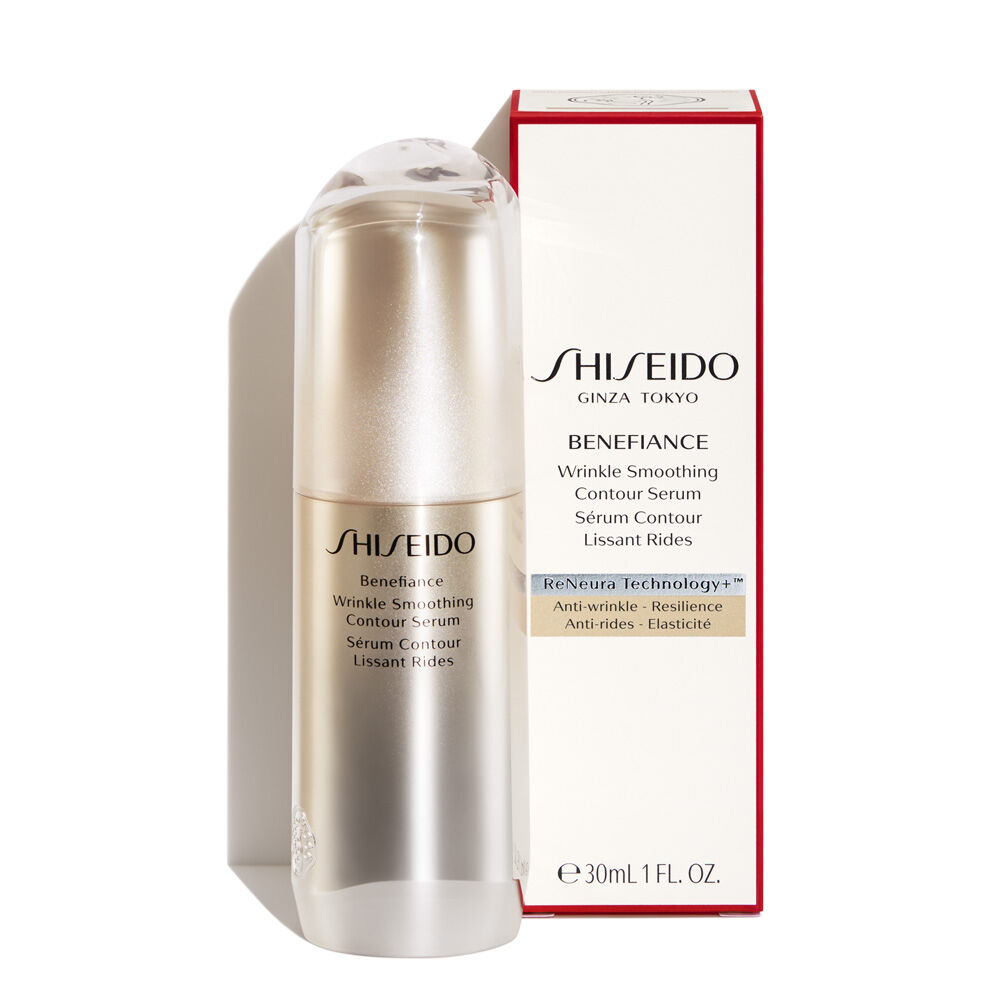 SHISEIDO
Benefiance
Wrinkle Smoothing
Contour Serum
Sérum Contour
Lissant Rides
SHISEIDO
GINZA TOKYO
BENEFIANCE
Wrinkle Smoothing
Contour Serum
Sérum Contour
Lissant Rides
ReNeura Technology+™
Anti-wrinkle - Resilience
Anti-rides - Elasticité
℮30mL 1 FL. OZ.